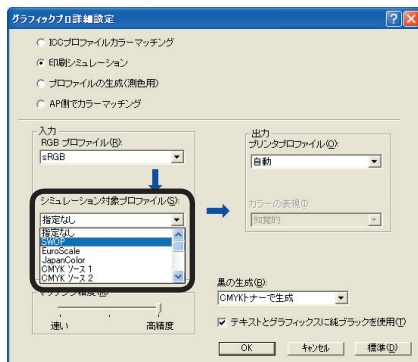 グラフィックプロ詳細設定
ICCプロファイルカラーマッチング
印刷シミュレーション
プロファイルの生成(測色用)
AP側でカラーマッチング
入力
RGB プロファイル(R):
sRGB
シミュレーション対象プロファイル(S):
指定なし
指定なし
SWOP
EuroScale
JapanColor
CMYK ソース 1
CMYK ソース 2
速い
高精度
出力
プリンタプロファイル(O):
自動
カラーの表現(I)
知覚的
黒の生成(B):
CMYKトナーで生成
テキストとグラフィックスに純ブラックを使用(T)
OK
キャンセル
標準(D)